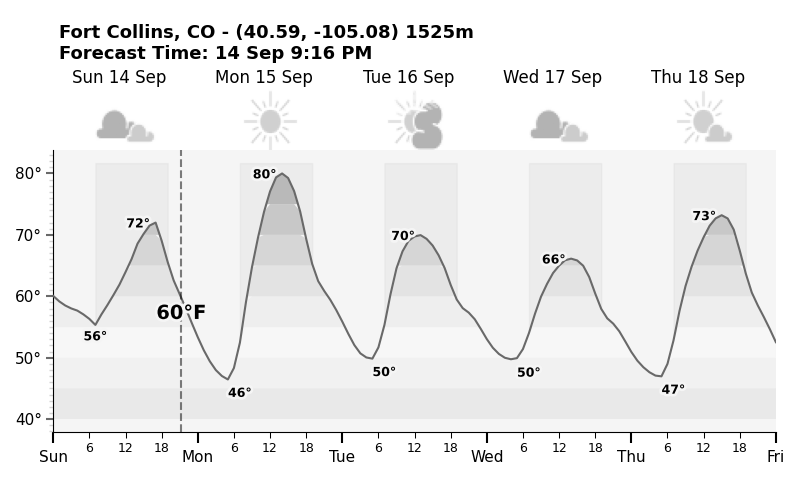 Fort Collins, CO - (40.59, -105.08) 1525m
Forecast Time: 14 Sep 9:16 PM
Sun 14 Sep Mon 15 Sep Tue 16 Sep Wed 17 Sep Thu 18 Sep
80°
70°
60°
50°
40°
72° 80° 70° 66° 73°
60°F
56° 46° 50° 50° 47°
6 12 18 6 12 18 6 12 18 6 12 18 6 12 18
Sun Mon Tue Wed Thu Fri